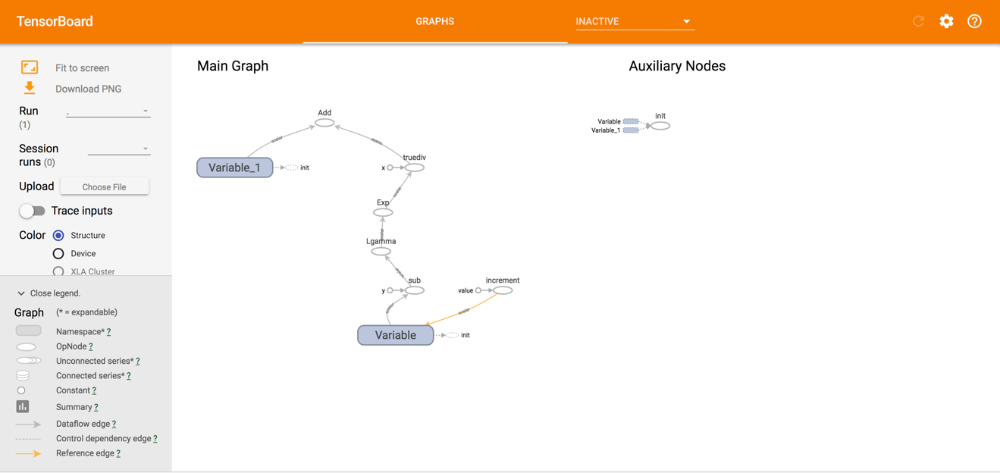 TensorBoard
GRAPHS
INACTIVE
Fit to screen
Download PNG
Run
(1)
.
Session
runs (0)
Upload
Choose File
Trace inputs
Color
Structure
Device
XLA Cluster
Close legend.
Graph
(* = expandable)
Namespace* ?
OpNode ?
Unconnected series* ?
Connected series* ?
Constant ?
Summary ?
Dataflow edge ?
Control dependency edge ?
Reference edge ?
Main Graph
Add
scalar
scalar
Variable_1
init
truediv
x
scalar
Exp
scalar
Lgamma
scalar
sub
y
increment
value
scalar
scalar
Variable
init
Auxiliary Nodes
init
Variable
Variable_1